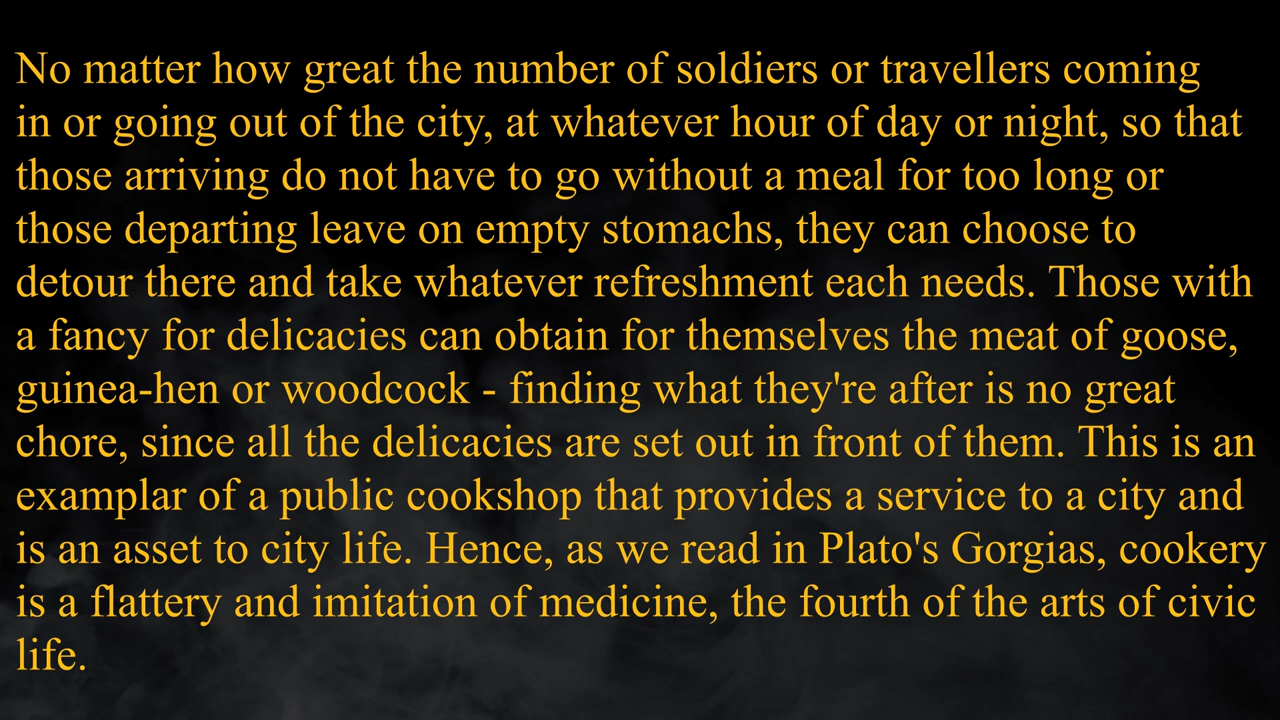 No matter how great the number of soldiers or travellers coming
in or going out of the city, at whatever hour of day or night, so that
those arriving do not have to go without a meal for too long or
those departing leave on empty stomachs, they can choose to
detour there and take whatever refreshment each needs. Those with
a fancy for delicacies can obtain for themselves the meat of goose,
guinea-hen or woodcock - finding what they're after is no great
chore, since all the delicacies are set out in front of them. This is an
examplar of a public cookshop that provides a service to a city and
is an asset to city life. Hence, as we read in Plato's Gorgias, cookery
is a flattery and imitation of medicine, the fourth of the arts of civic
life.